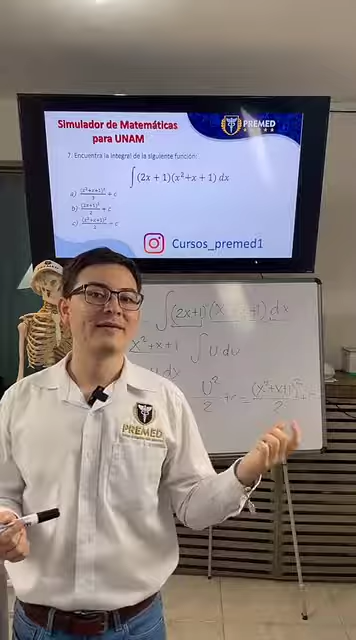 Simulador de Matemáticas
para UNAM
PREMED
7. Encuentra la integral de la siguiente función:
∫(2x + 1)(x² + x + 1) dx
a)
b)
c)
Cursos_premed1
∫(2x+1)(x²+x+1) dx
x²+x+1 ∫u du
u²/2 + c = (x²+x+1)²/2 +
PREMED